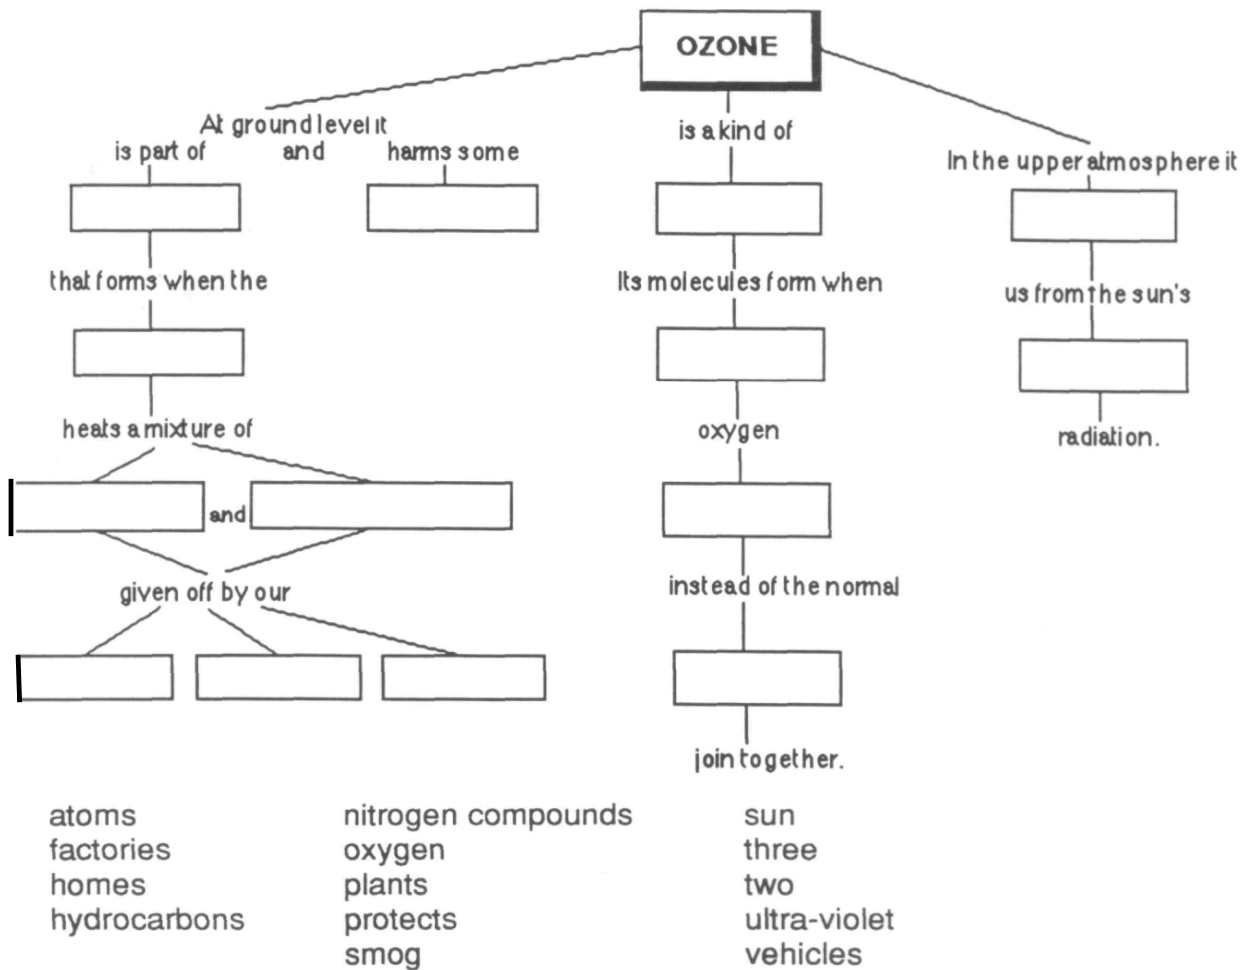 OZONE
At ground level it
is part of and harms some
is a kind of
In the upper atmosphere it
that forms when the
Its molecules form when
us from the sun's
heats a mixture of
oxygen
radiation.
and
given off by our
instead of the normal
join together.
atoms nitrogen compounds sun
factories oxygen three
homes plants two
hydrocarbons protects ultra-violet
smog vehicles